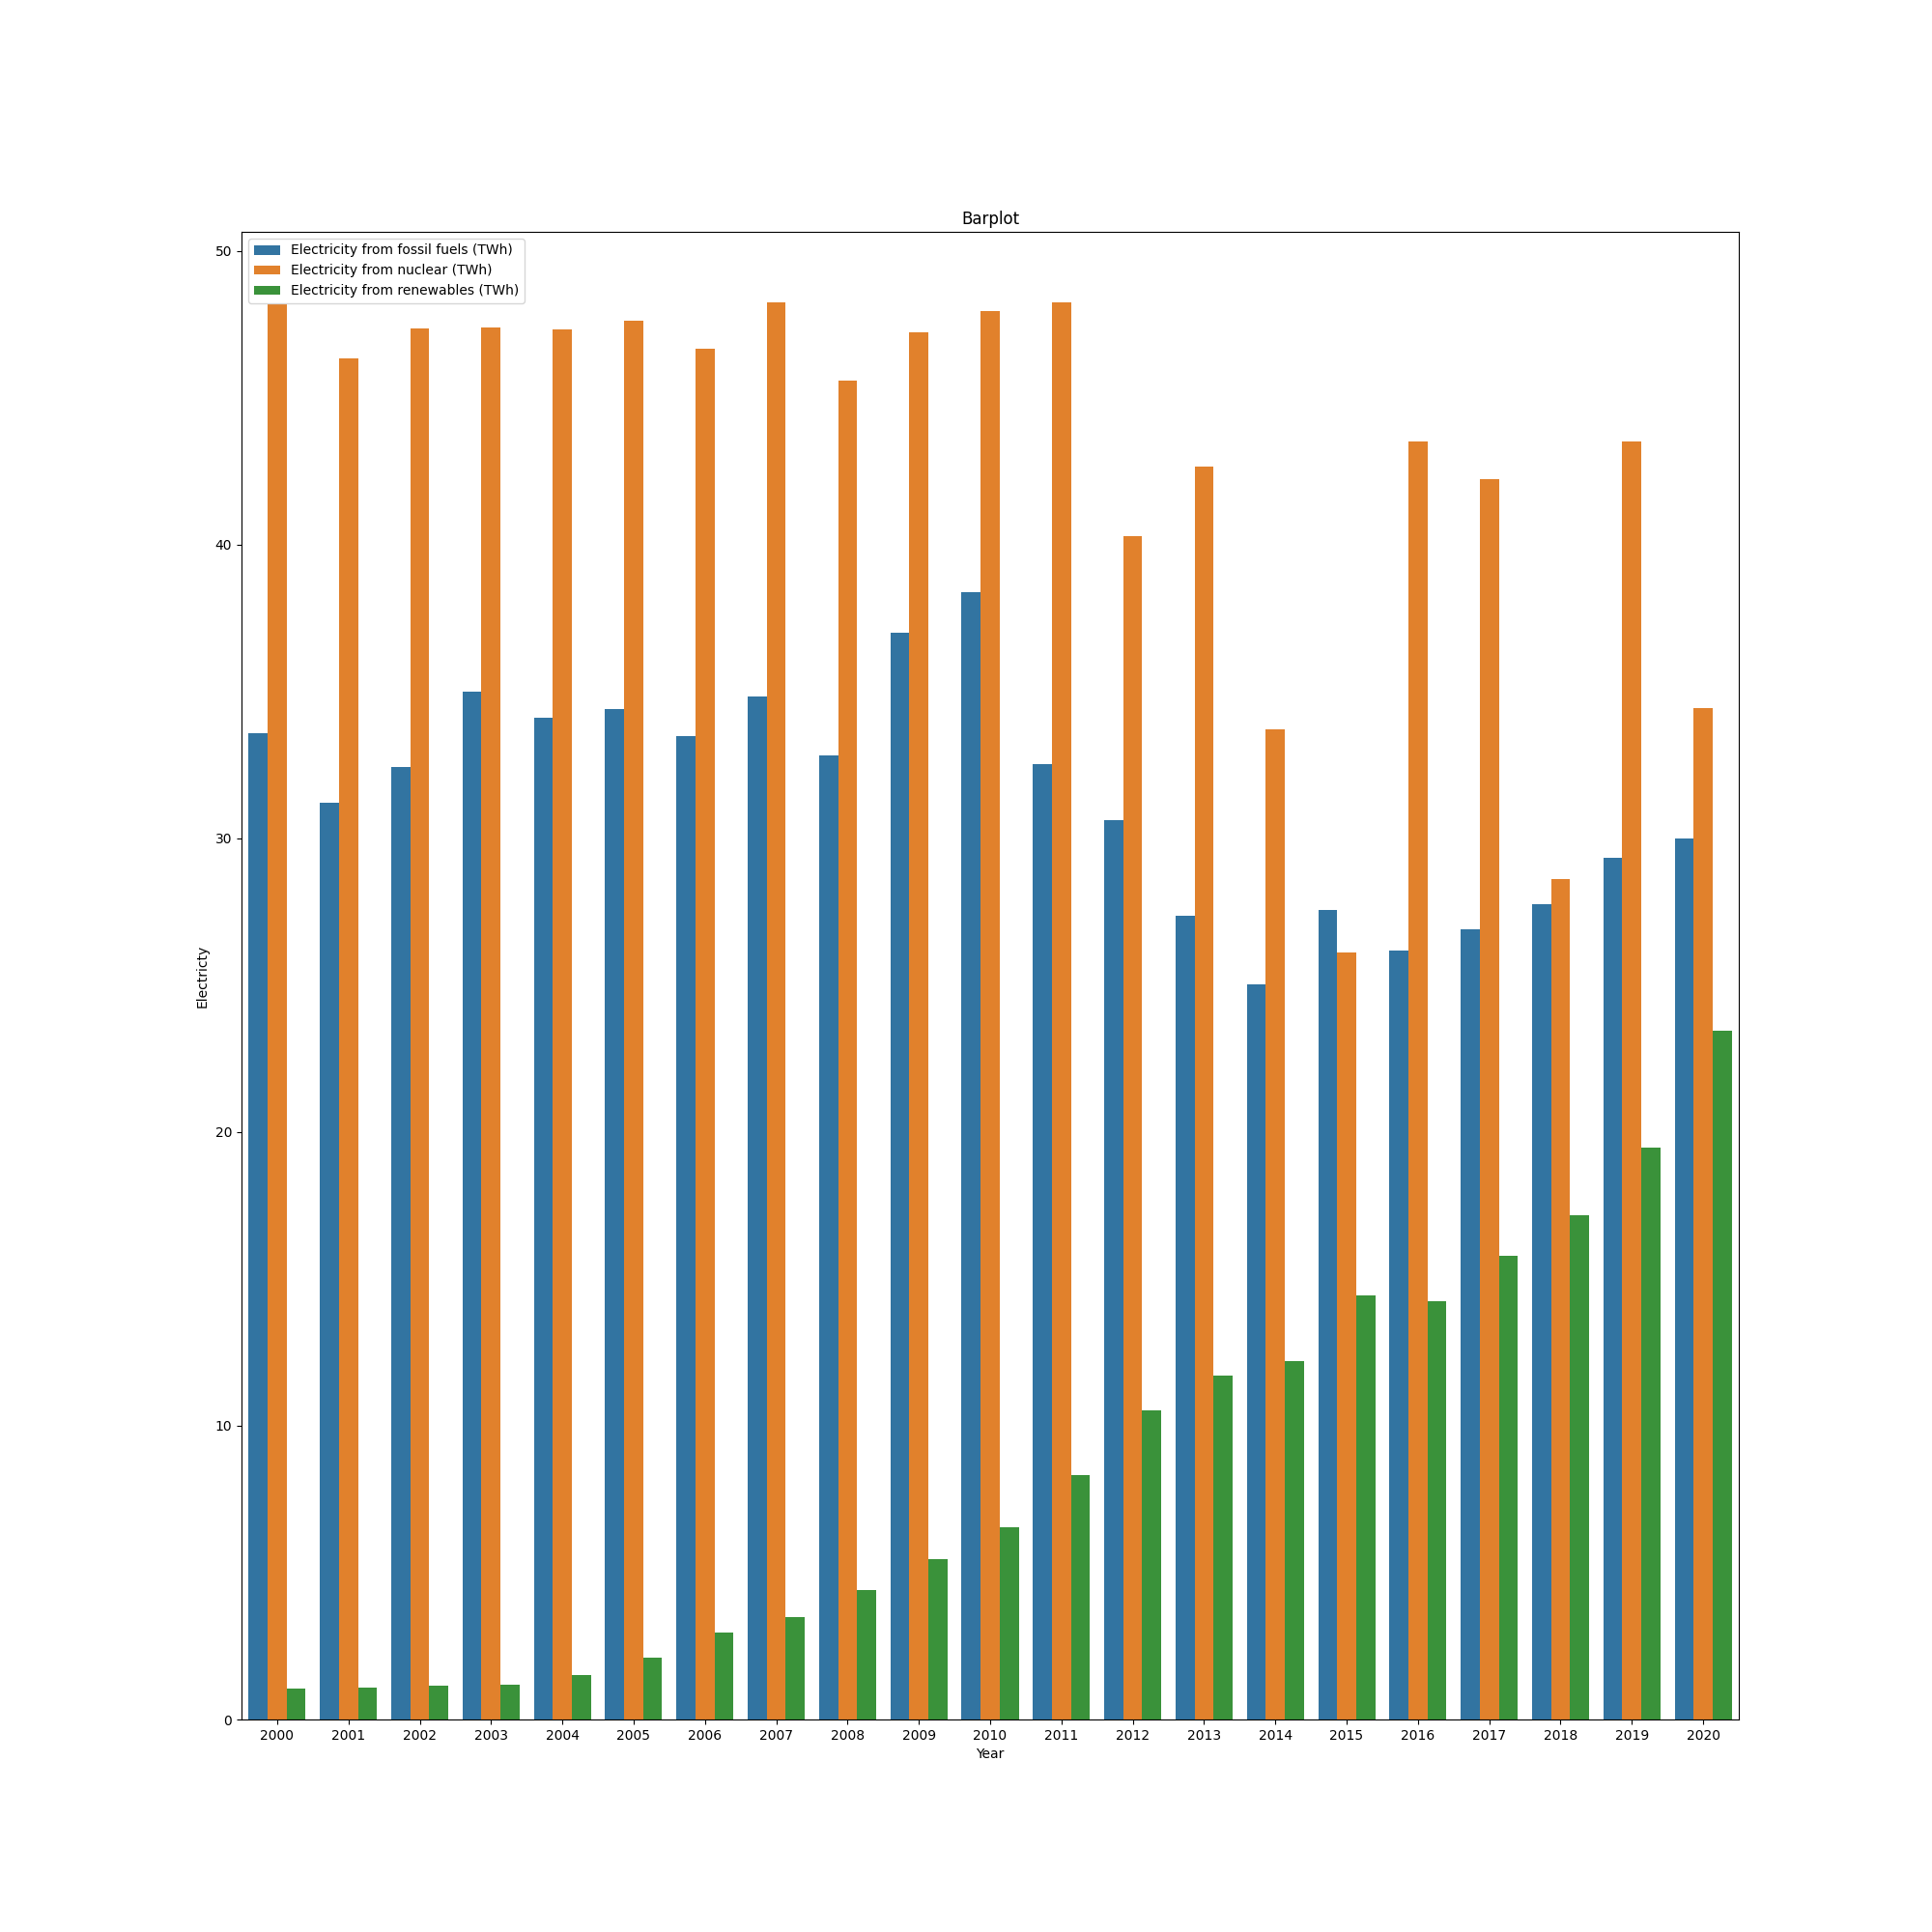 Barplot
Electricity from fossil fuels (TWh)
Electricity from nuclear (TWh)
Electricity from renewables (TWh)
50
40
30
20
10
0
Electricty
2000 2001 2002 2003 2004 2005 2006 2007 2008 2009 2010 2011 2012 2013 2014 2015 2016 2017 2018 2019 2020
Year